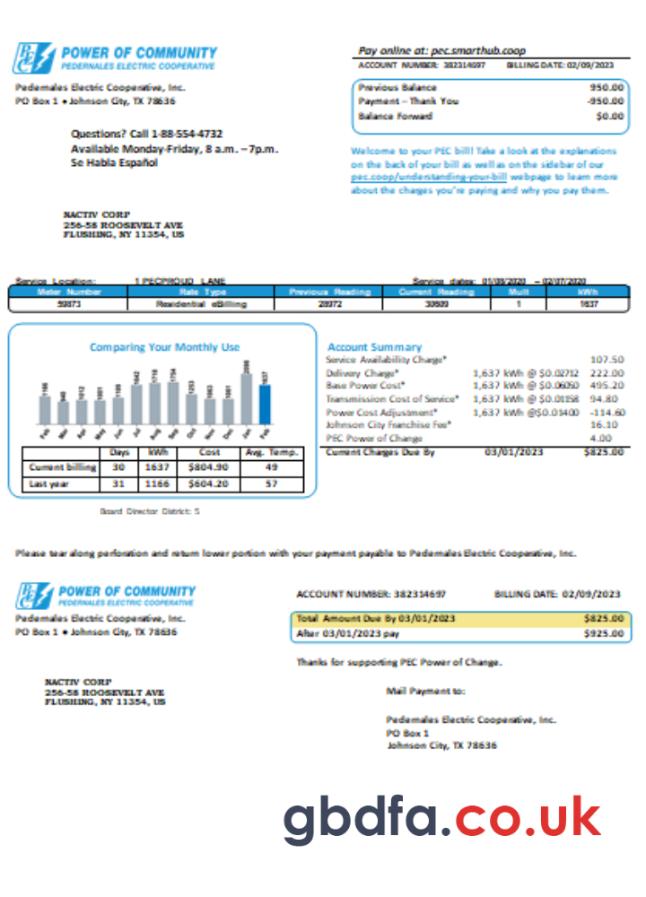 POWER OF COMMUNITY
PEDERNALES ELECTRIC COOPERATIVE
Pedernales Electric Cooperative, Inc.
PO Box 1 • Johnson City, TX 78636
Questions? Call 1-88-554-4732
Available Monday-Friday, 8 a.m. – 7p.m.
Se Habla Español
Pay online at: pec.smarthub.coop
ACCOUNT NUMBER: 382314697 BILLING DATE: 02/09/2023
Previous Balance 950.00
Payment – Thank You -950.00
Balance Forward $0.00
Welcome to your PEC bill! Take a look at the explanations
on the back of your bill as well as on the sidebar of our
pec.coop/understanding-your-bill webpage to learn more
about the charges you're paying and why you pay them.
NACTIV CORP
256-58 ROOSEVELT AVE
FLUSHING, NY 11354, US
Service Location: 1 PECPROUD LANE Service dates: 01/08/2020 – 02/07/2020
Meter Number Rate Type Previous Reading Current Reading Mult kWh
59873 Residential eBilling 28972 30609 1 1637
Comparing Your Monthly Use
Feb Mar Apr May Jun Jul Aug Sep Oct Nov Dec Jan Feb
Days kWh Cost Avg. Temp.
Current billing 30 1637 $804.90 49
Last year 31 1166 $604.20 57
Board Director District: 5
Account Summary
Service Availability Charge* 107.50
Delivery Charge* 1,637 kWh @ $0.02712 222.00
Base Power Cost* 1,637 kWh @ $0.06050 495.20
Transmission Cost of Service* 1,637 kWh @ $0.01158 94.80
Power Cost Adjustment* 1,637 kWh @$0.01400 -114.60
Johnson City Franchise Fee* 16.10
PEC Power of Change 4.00
Current Charges Due By 03/01/2023 $825.00
Please tear along perforation and return lower portion with your payment payable to Pedernales Electric Cooperative, Inc.
POWER OF COMMUNITY
PEDERNALES ELECTRIC COOPERATIVE
Pedernales Electric Cooperative, Inc.
PO Box 1 • Johnson City, TX 78636
ACCOUNT NUMBER: 382314697 BILLING DATE: 02/09/2023
Total Amount Due By 03/01/2023 $825.00
After 03/01/2023 pay $925.00
Thanks for supporting PEC Power of Change.
NACTIV CORP
256-58 ROOSEVELT AVE
FLUSHING, NY 11354, US
Mail Payment to:
Pedernales Electric Cooperative, Inc.
PO Box 1
Johnson City, TX 78636
gbdfa.co.uk